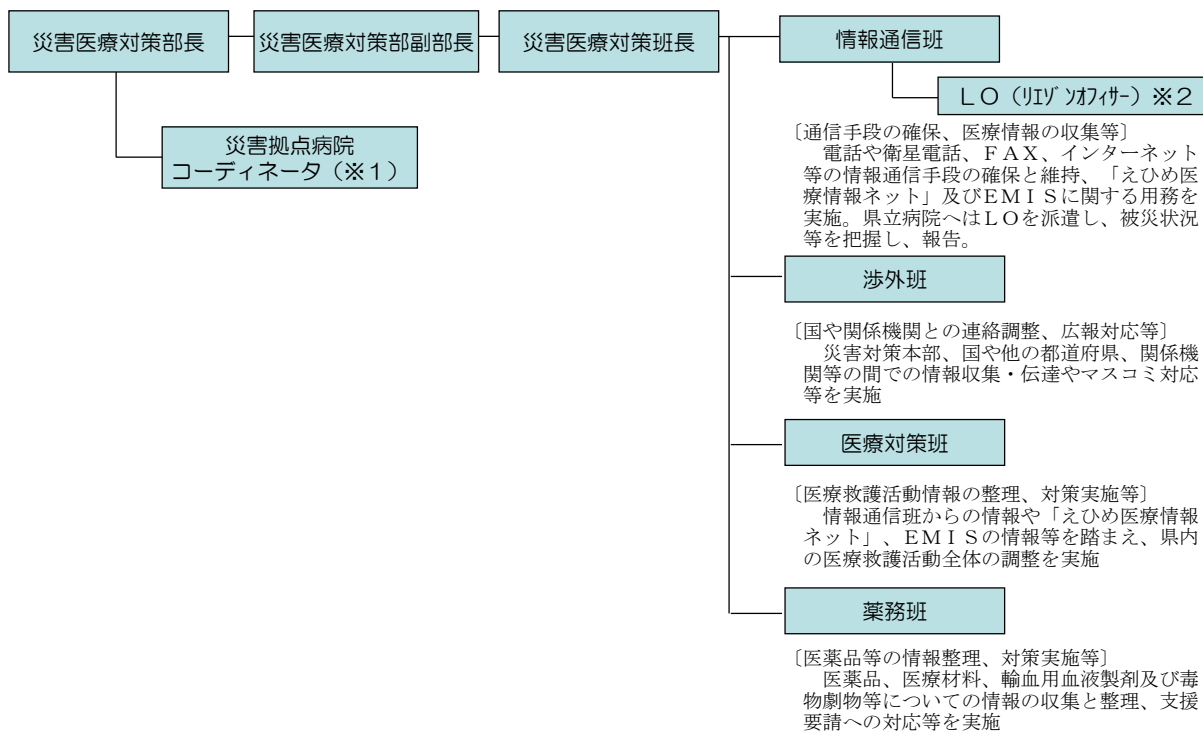 災害医療対策部長
災害医療対策部副部長
災害医療対策班長
情報通信班
ＬＯ（ﾘｴｿﾞﾝｵﾌｨｻｰ）※２
災害拠点病院
コーディネータ（※１）
〔通信手段の確保、医療情報の収集等〕
電話や衛星電話、ＦＡＸ、インターネット
等の情報通信手段の確保と維持、「えひめ医
療情報ネット」及びＥＭＩＳに関する用務を
実施。県立病院へはＬＯを派遣し、被災状況
等を把握し、報告。
渉外班
〔国や関係機関との連絡調整、広報対応等〕
災害対策本部、国や他の都道府県、関係機
関等の間での情報収集・伝達やマスコミ対応
等を実施
医療対策班
〔医療救護活動情報の整理、対策実施等〕
情報通信班からの情報や「えひめ医療情報
ネット」、ＥＭＩＳの情報等を踏まえ、県内
の医療救護活動全体の調整を実施
薬務班
〔医薬品等の情報整理、対策実施等〕
医薬品、医療材料、輸血用血液製剤及び毒
物劇物等についての情報の収集と整理、支援
要請への対応等を実施